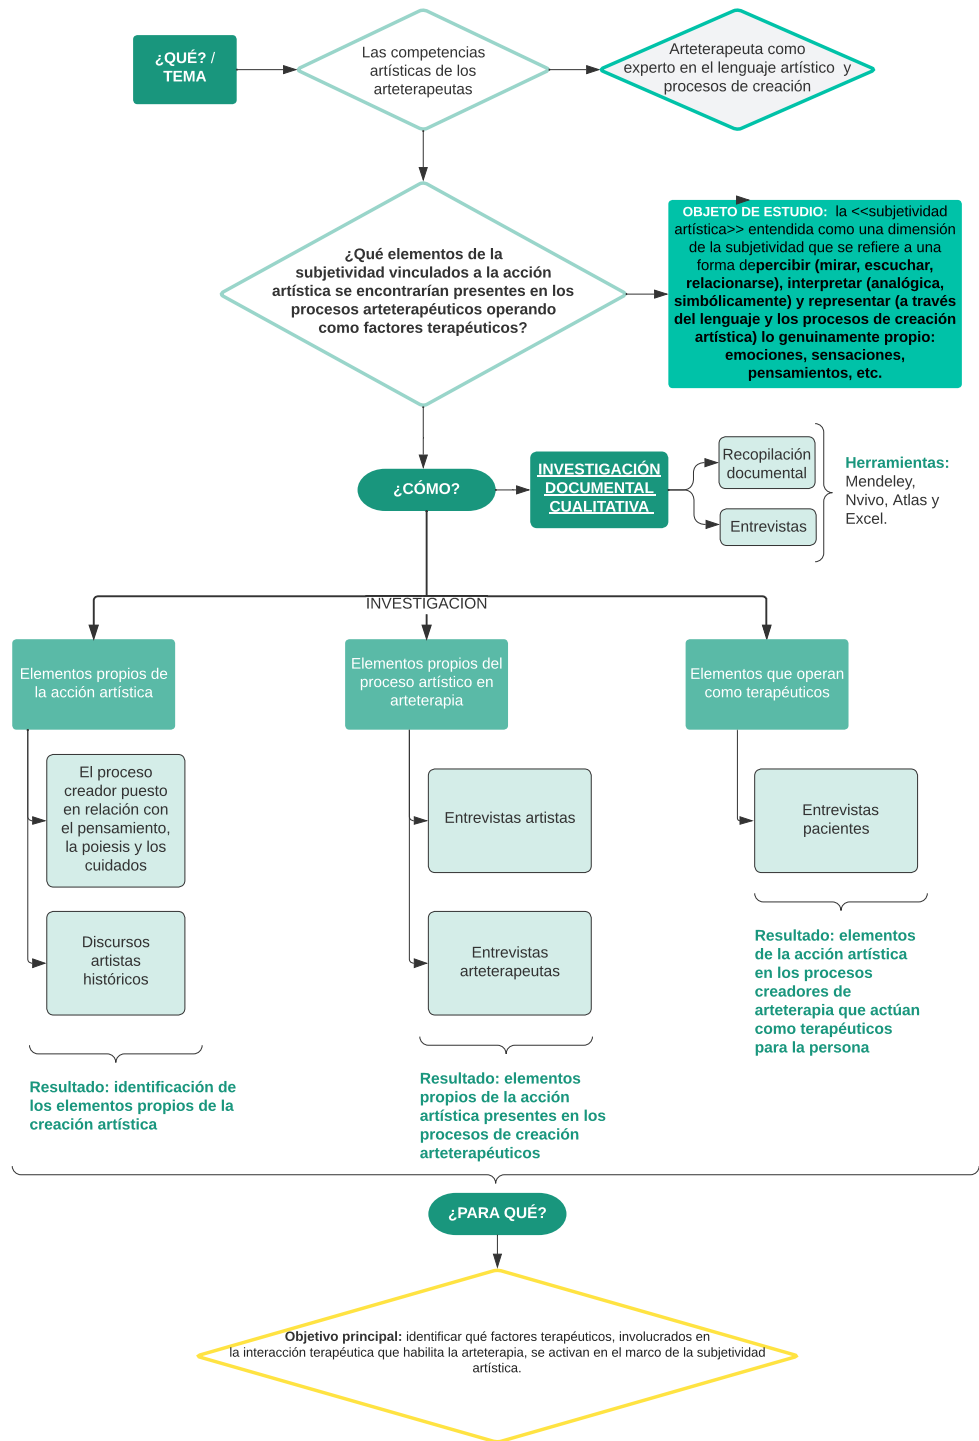 ¿QUÉ? /
TEMA
Las competencias
artísticas de los
arteterapeutas
Arteterapeuta como
experto en el lenguaje artístico y
procesos de creación
¿Qué elementos de la
subjetividad vinculados a la acción
artística se encontrarían presentes en los
procesos arteterapéuticos operando
como factores terapéuticos?
OBJETO DE ESTUDIO: la <<subjetividad
artística>> entendida como una dimensión
de la subjetividad que se refiere a una
forma depercibir (mirar, escuchar,
relacionarse), interpretar (analógica,
simbólicamente) y representar (a través
del lenguaje y los procesos de creación
artística) lo genuinamente propio:
emociones, sensaciones,
pensamientos, etc.
¿CÓMO?
INVESTIGACIÓN
DOCUMENTAL
CUALITATIVA
Recopilación
documental
Entrevistas
Herramientas:
Mendeley,
Nvivo, Atlas y
Excel.
INVESTIGACIÓN
Elementos propios de
la acción artística
Elementos propios del
proceso artístico en
arteterapia
Elementos que operan
como terapéuticos
El proceso
creador puesto
en relación con
el pensamiento,
la poiesis y los
cuidados
Discursos
artistas
históricos
Entrevistas artistas
Entrevistas
arteterapeutas
Entrevistas
pacientes
Resultado: identificación de
los elementos propios de la
creación artística
Resultado: elementos
propios de la acción
artística presentes en los
procesos de creación
arteterapéuticos
Resultado: elementos
de la acción artística
en los procesos
creadores de
arteterapia que actúan
como terapéuticos
para la persona
¿PARA QUÉ?
Objetivo principal: identificar qué factores terapéuticos, involucrados en
la interacción terapéutica que habilita la arteterapia, se activan en el marco de la subjetividad
artística.